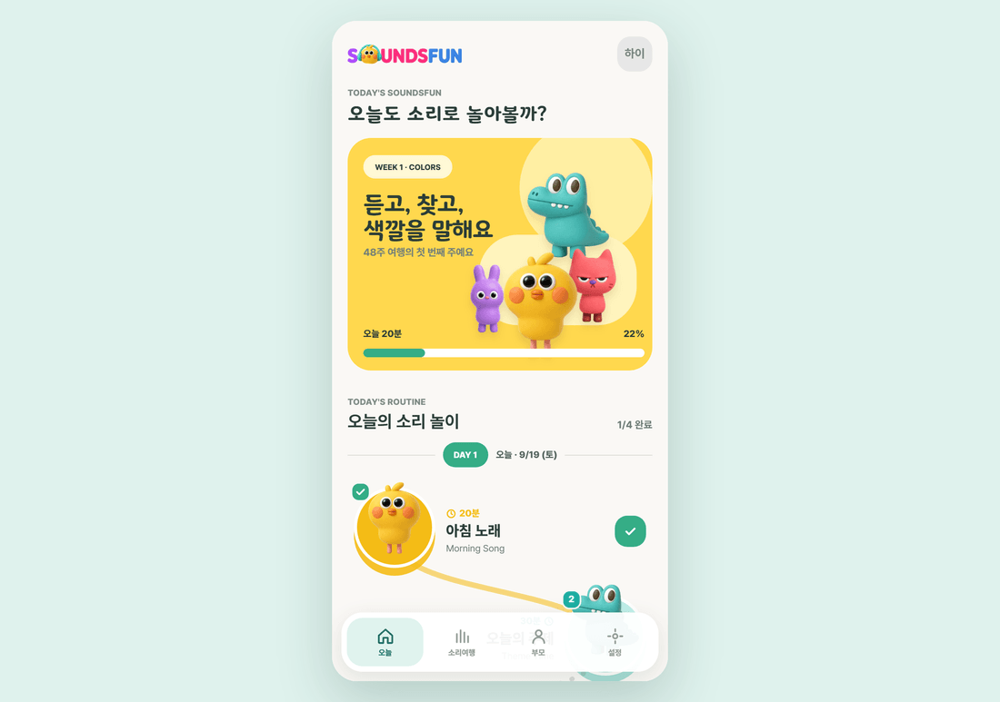 SOUNDSFUN
하이
TODAY'S SOUNDSFUN
오늘도 소리로 놀아볼까?
WEEK 1 · COLORS
듣고, 찾고,
색깔을 말해요
48주 여행의 첫 번째 주예요
오늘 20분
22%
TODAY'S ROUTINE
오늘의 소리 놀이
1/4 완료
DAY 1
오늘 · 9/19 (토)
20분
아침 노래
Morning Song
2
오늘
소리여행
부모
설정